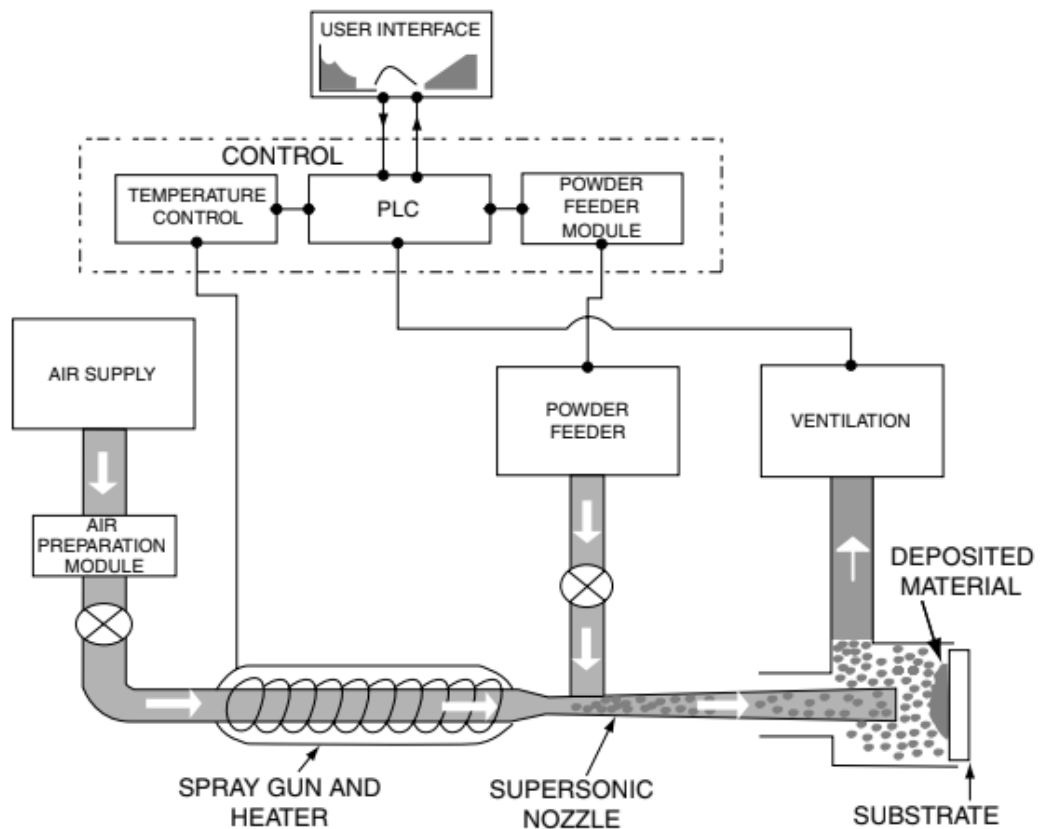 USER INTERFACE
CONTROL
TEMPERATURE
CONTROL
PLC
POWDER
FEEDER
MODULE
AIR SUPPLY
POWDER
FEEDER
VENTILATION
AIR
PREPARATION
MODULE
DEPOSITED
MATERIAL
SPRAY GUN AND
HEATER
SUPERSONIC
NOZZLE
SUBSTRATE